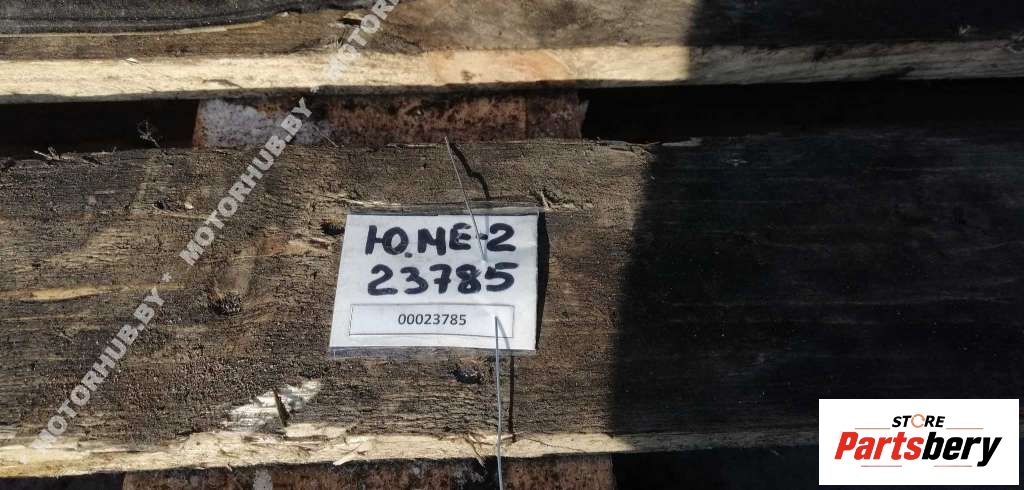 Ю.МЕ-2
23785
00023785
MOTORHUB.BY * MOTORHUB.BY * MOTORHUB.BY
STORE
Partsbery